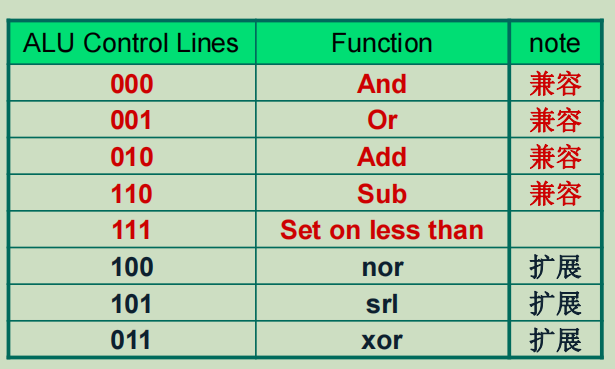 ALU Control Lines Function note
000 And 兼容
001 Or 兼容
010 Add 兼容
110 Sub 兼容
111 Set on less than
100 nor 扩展
101 srl 扩展
011 xor 扩展